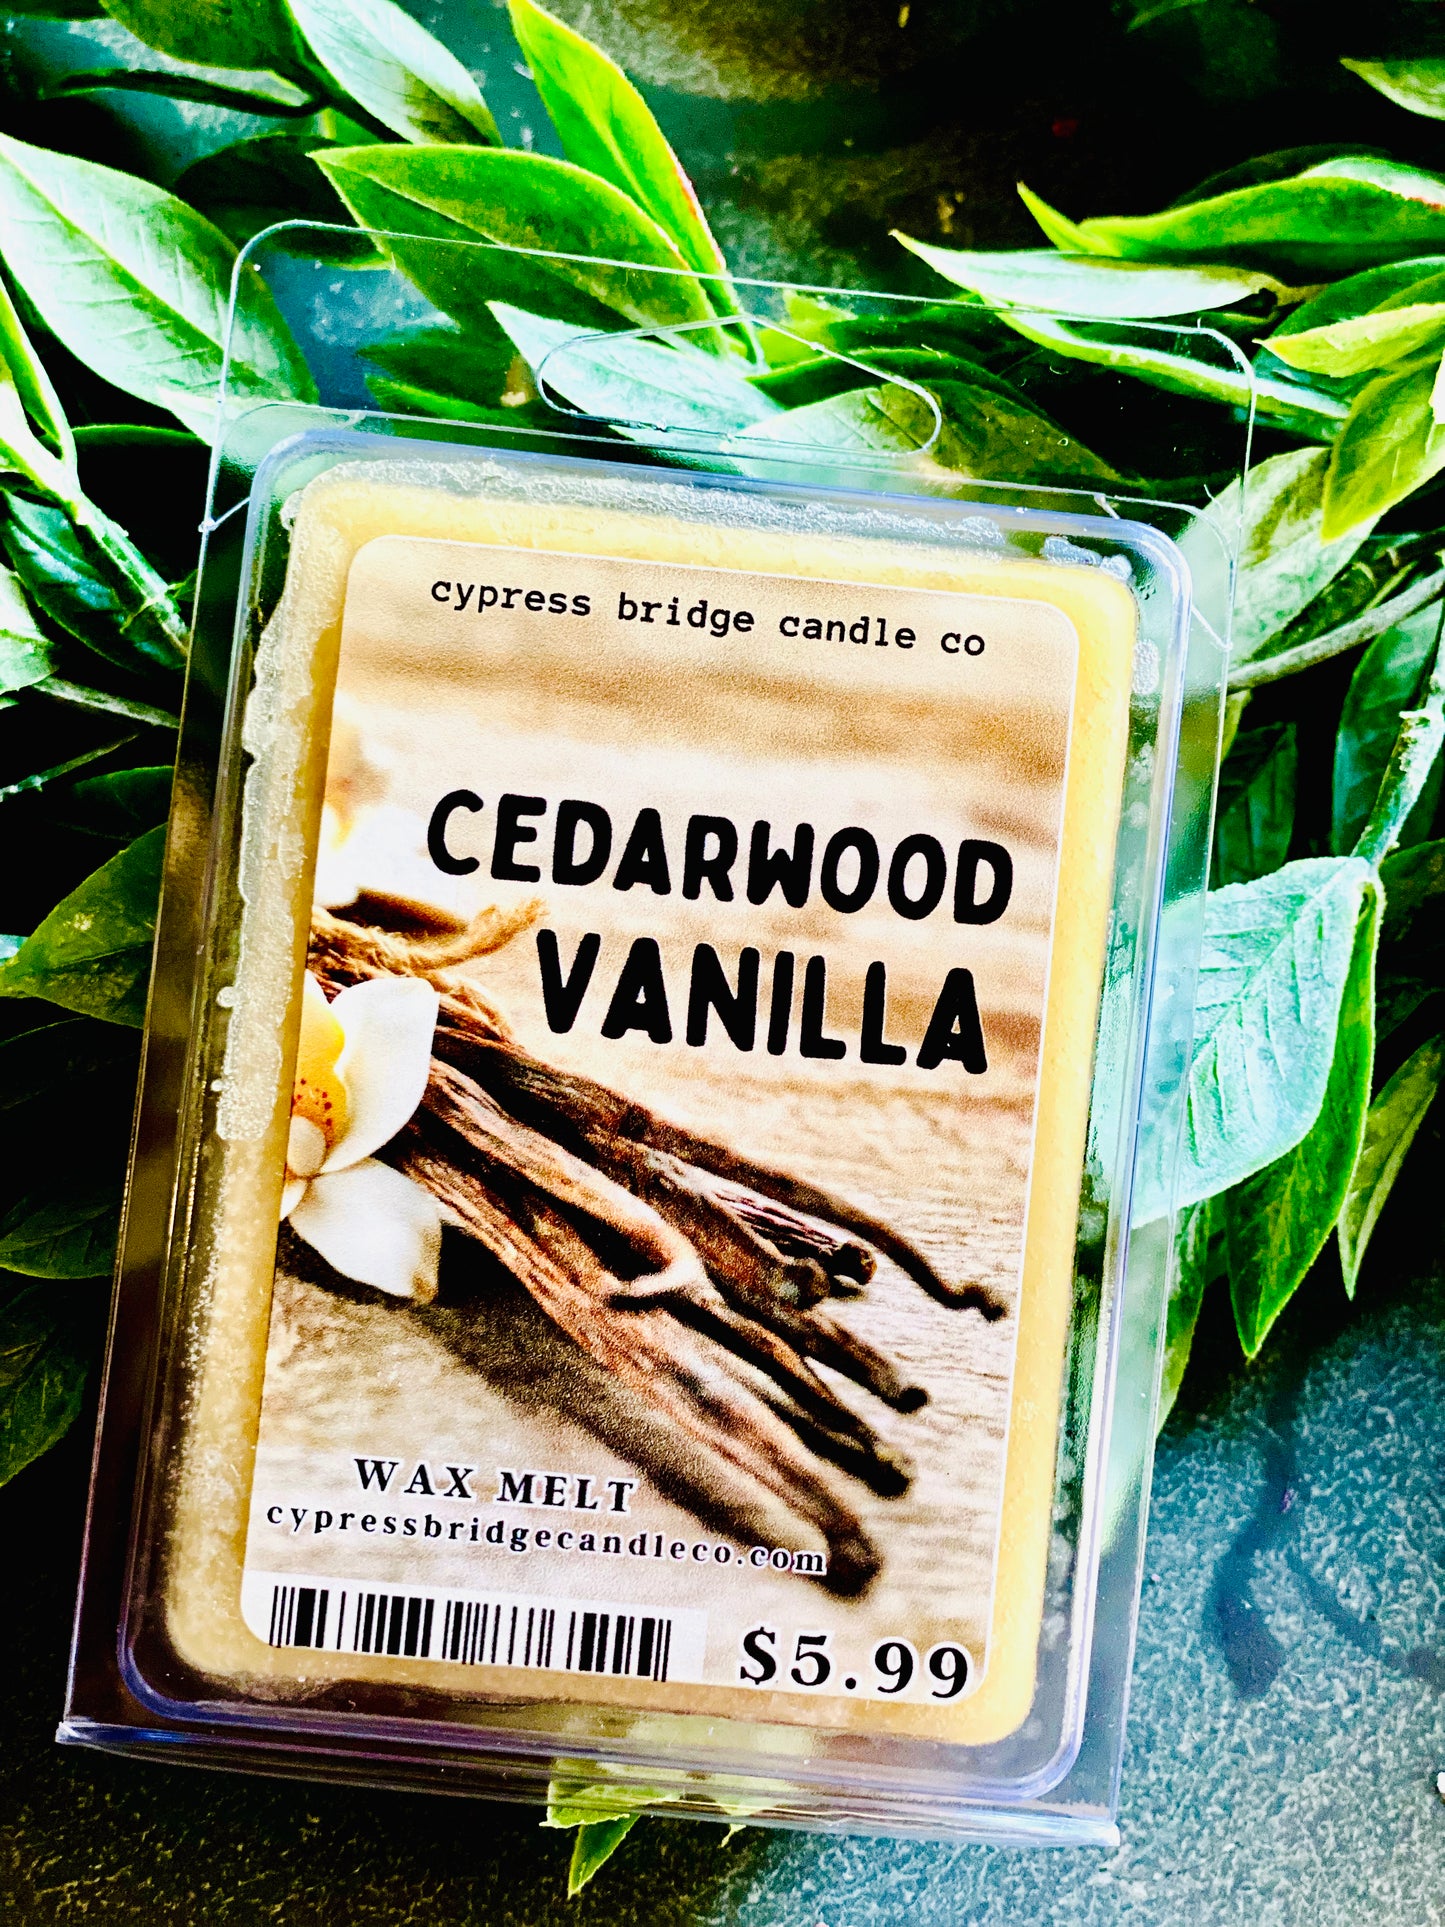 cypress bridge candle co
CEDARWOOD
VANILLA
WAX MELT
cypressbridgecandleco.com
$5.99